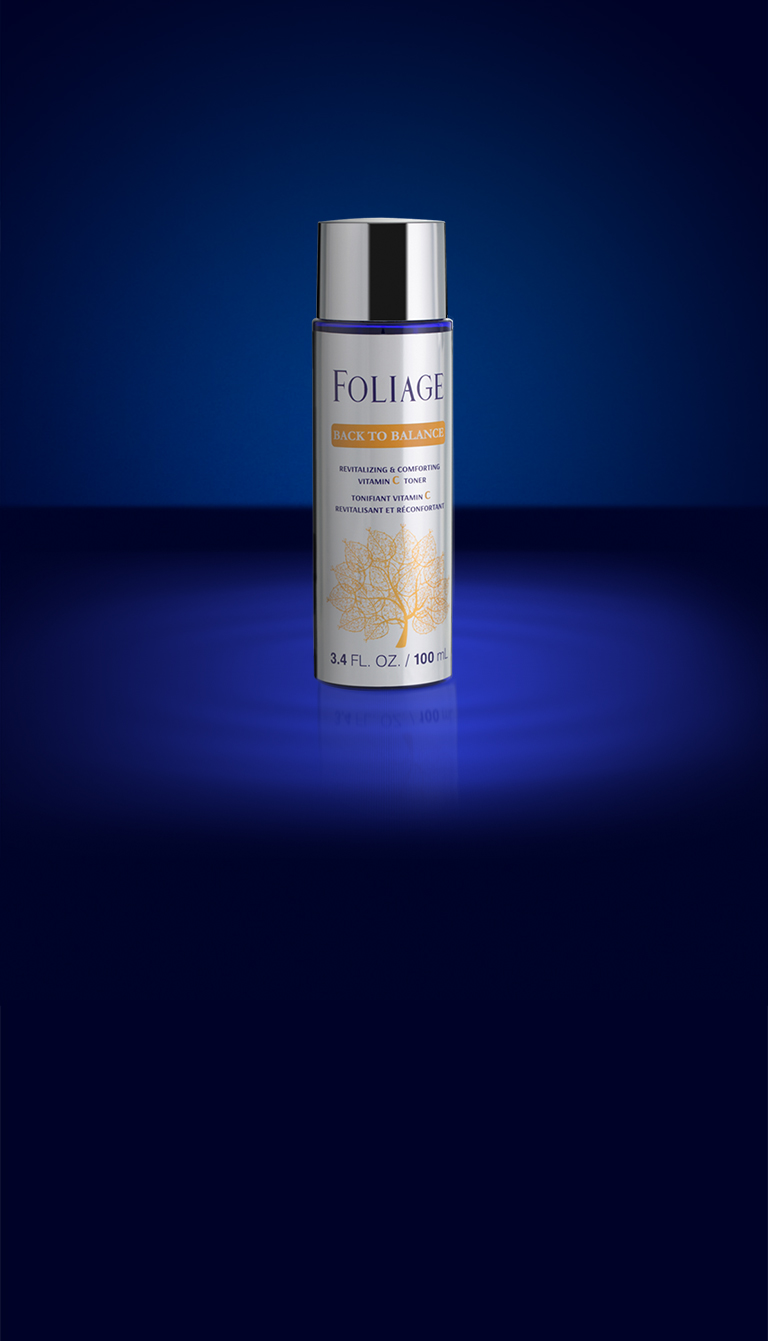 FOLIAGE
BACK TO BALANCE
REVITALIZING & COMFORTING
VITAMIN C TONER
TONIFIANT VITAMIN C
REVITALISANT ET RÉCONFORTANT
3.4 FL. OZ. / 100 mL